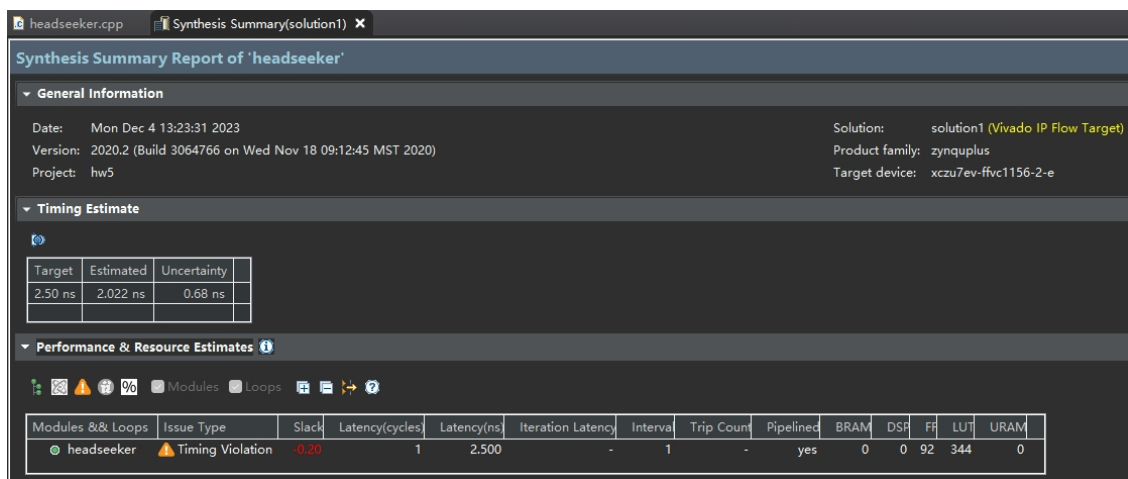 headseeker.cpp Synthesis Summary(solution1)
Synthesis Summary Report of 'headseeker'
General Information
Date: Mon Dec 4 13:23:31 2023 Solution: solution1 (Vivado IP Flow Target)
Version: 2020.2 (Build 3064766 on Wed Nov 18 09:12:45 MST 2020) Product family: zynquplus
Project: hw5 Target device: xczu7ev-ffvc1156-2-e
Timing Estimate
Target Estimated Uncertainty
2.50 ns 2.022 ns 0.68 ns
Performance & Resource Estimates
% Modules Loops
Modules && Loops Issue Type Slack Latency(cycles) Latency(ns) Iteration Latency Interval Trip Count Pipelined BRAM DSP FF LUT URAM
headseeker Timing Violation -0.20 1 2.500 - 1 - yes 0 0 92 344 0